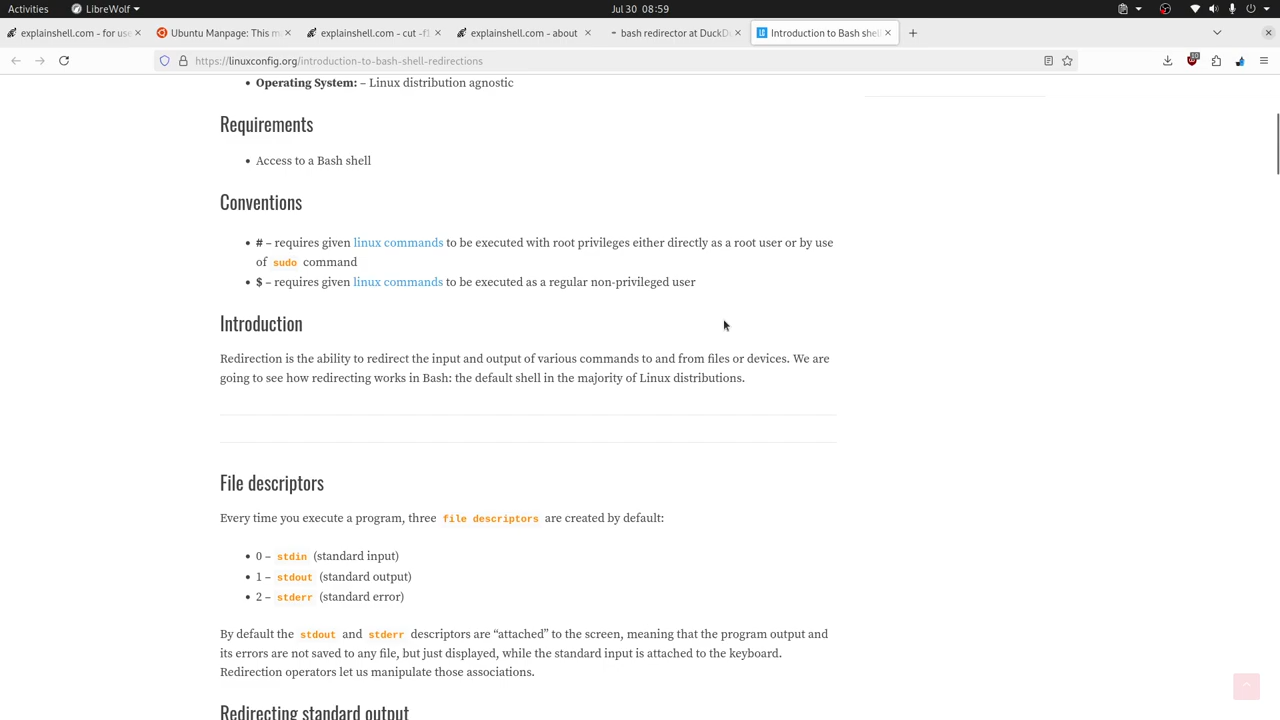 Activities
LibreWolf
Jul 30 08:59
explainshell.com - for use
Ubuntu Manpage: This m
explainshell.com - cut -f1
explainshell.com - about
bash redirector at DuckD
Introduction to Bash shel
https://linuxconfig.org/introduction-to-bash-shell-redirections
10
• Operating System: – Linux distribution agnostic
Requirements
• Access to a Bash shell
Conventions
• # – requires given linux commands to be executed with root privileges either directly as a root user or by use
of sudo command
• $ – requires given linux commands to be executed as a regular non-privileged user
Introduction
Redirection is the ability to redirect the input and output of various commands to and from files or devices. We are
going to see how redirecting works in Bash: the default shell in the majority of Linux distributions.
File descriptors
Every time you execute a program, three file descriptors are created by default:
• 0 – stdin (standard input)
• 1 – stdout (standard output)
• 2 – stderr (standard error)
By default the stdout and stderr descriptors are “attached” to the screen, meaning that the program output and
its errors are not saved to any file, but just displayed, while the standard input is attached to the keyboard.
Redirection operators let us manipulate those associations.
Redirecting standard output